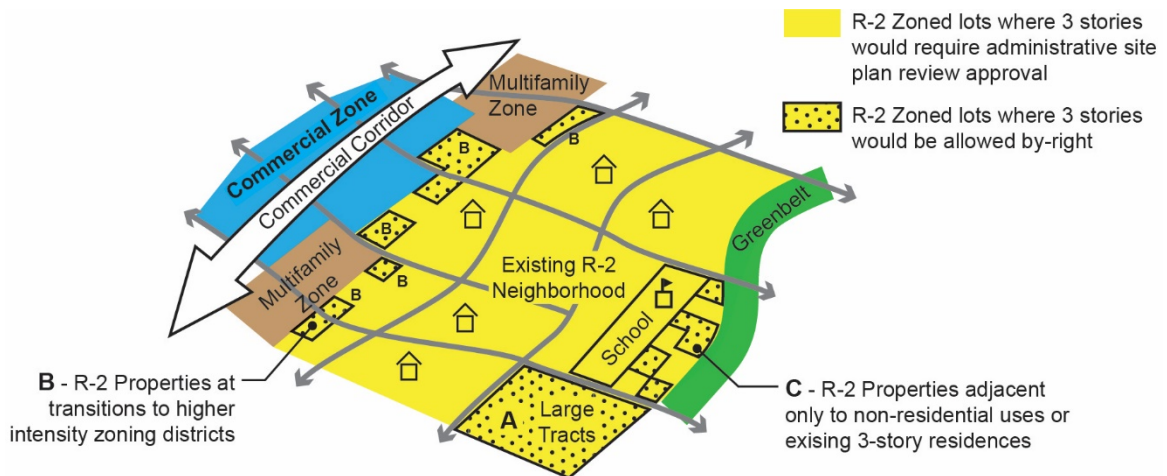 R-2 Zoned lots where 3 stories
would require administrative site
plan review approval
R-2 Zoned lots where 3 stories
would be allowed by-right
Multifamily
Zone
Commercial Zone
Commercial Corridor
B
B
B
B
B
Multifamily
Zone
Greenbelt
Existing R-2
Neighborhood
School
A
Large
Tracts
B - R-2 Properties at
transitions to higher
intensity zoning districts
C - R-2 Properties adjacent
only to non-residential uses or
exising 3-story residences